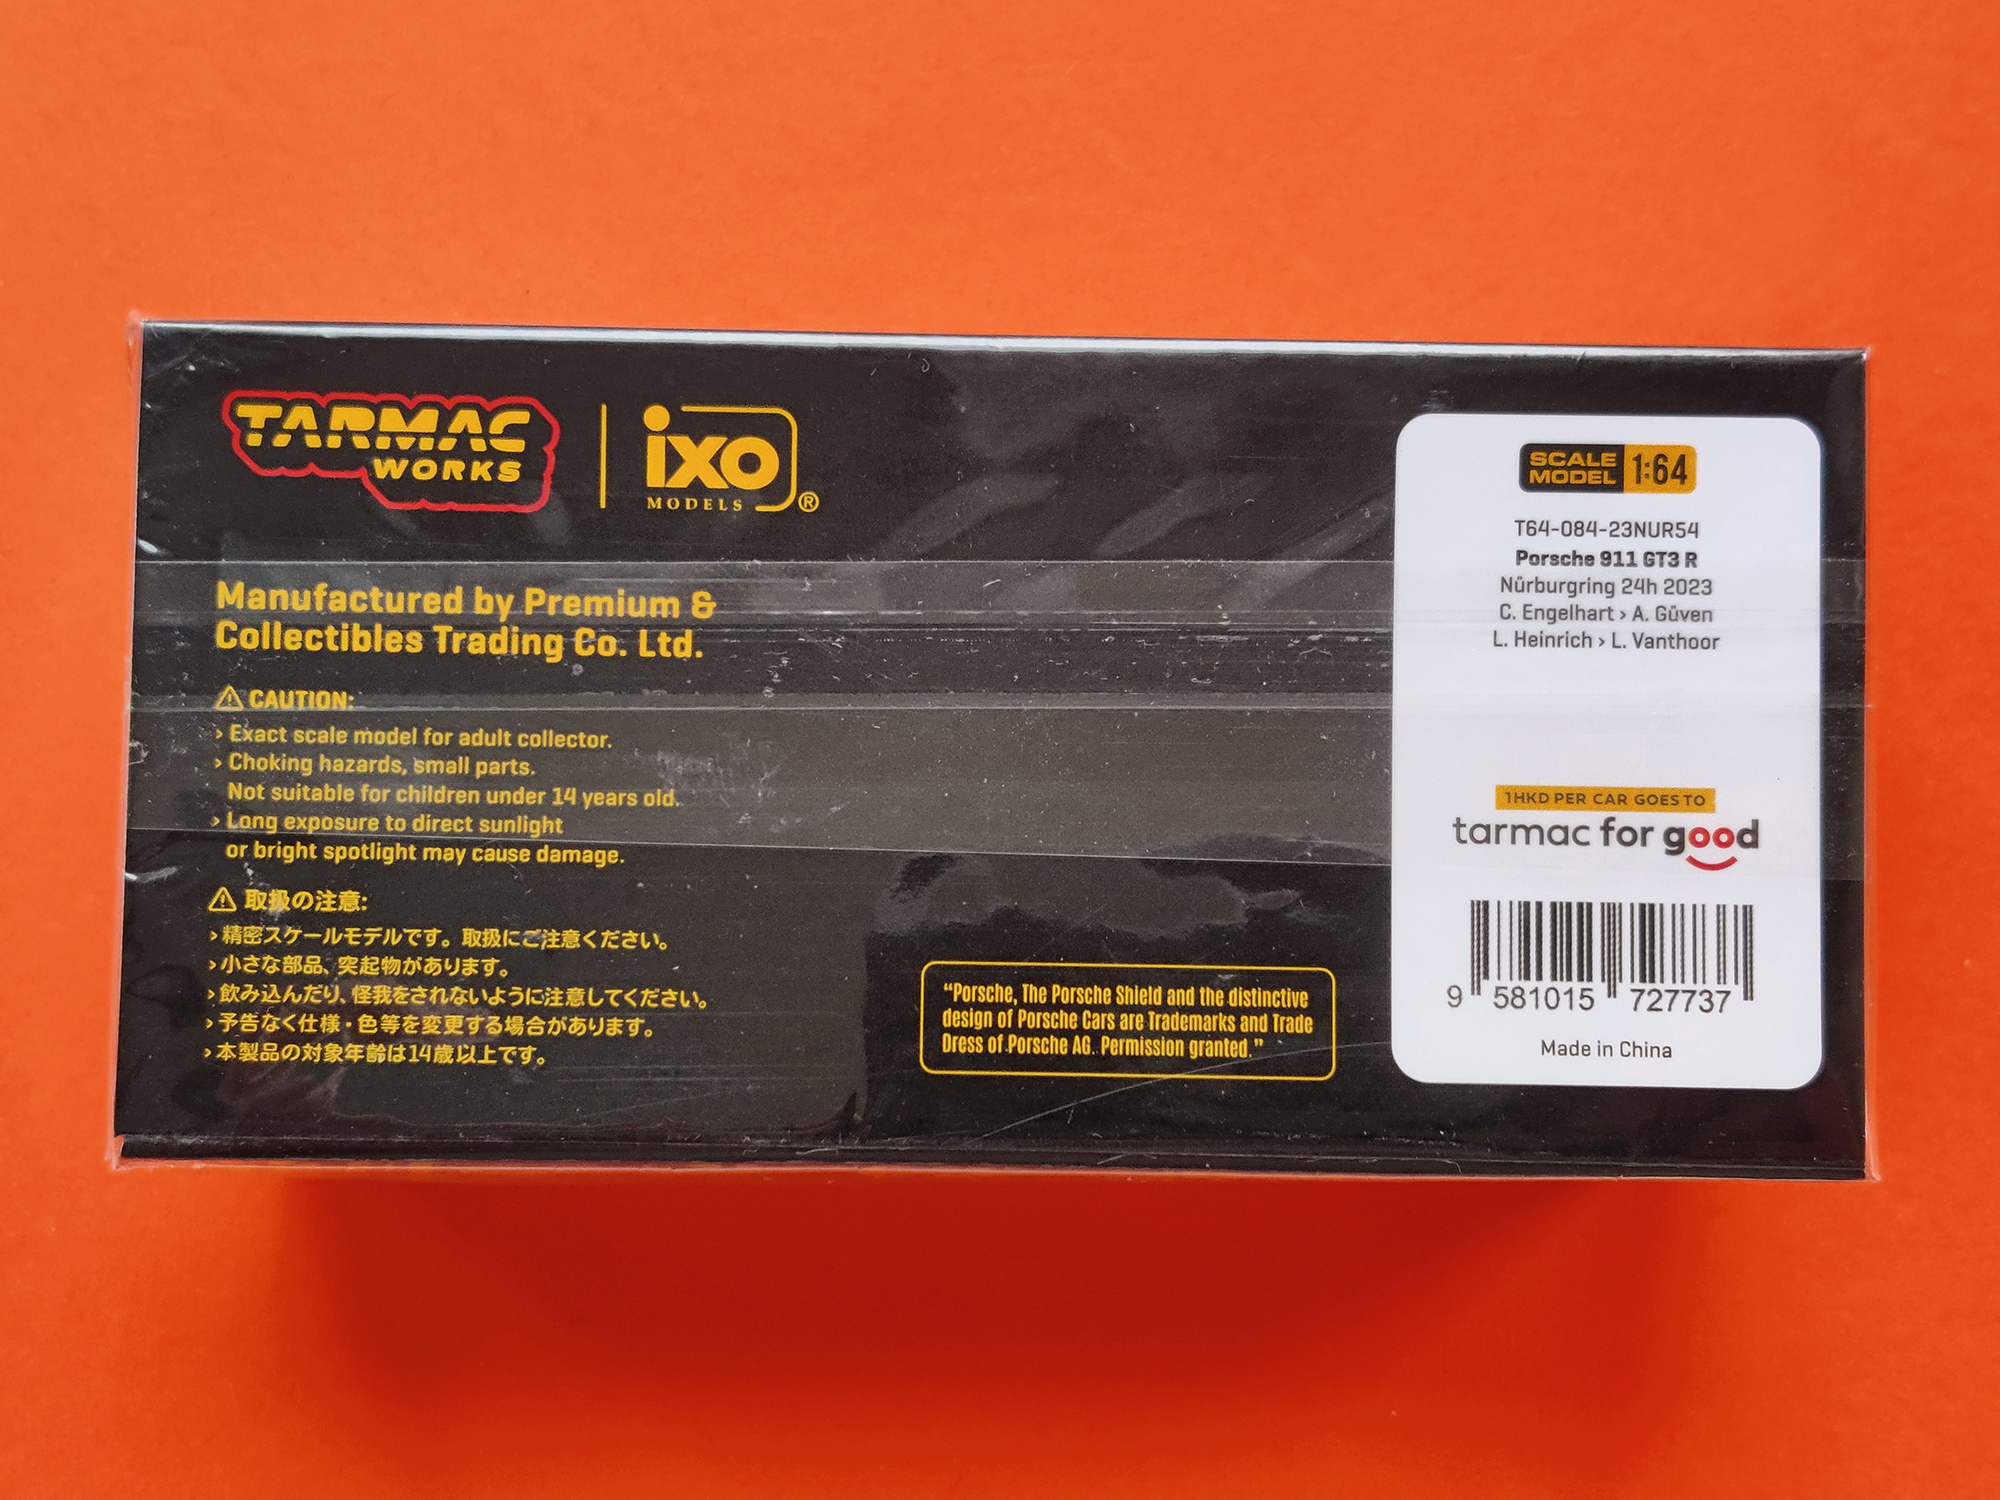 TARMAC
WORKS
ixo
MODELS
®
Manufactured by Premium &
Collectibles Trading Co. Ltd.
CAUTION:
› Exact scale model for adult collector.
› Choking hazards, small parts.
Not suitable for children under 14 years old.
› Long exposure to direct sunlight
or bright spotlight may cause damage.
取扱の注意:
›精密スケールモデルです。取扱にご注意ください。
›小さな部品、突起物があります。
›飲み込んだり、怪我をされないように注意してください。
›予告なく仕様・色等を変更する場合があります。
›本製品の対象年齢は14歳以上です。
“Porsche, The Porsche Shield and the distinctive
design of Porsche Cars are Trademarks and Trade
Dress of Porsche AG. Permission granted.”
SCALE
MODEL 1:64
T64-084-23NUR54
Porsche 911 GT3 R
Nürburgring 24h 2023
C. Engelhart › A. Güven
L. Heinrich › L. Vanthoor
1HKD PER CAR GOES TO
tarmac for good
9 581015 727737
Made in China